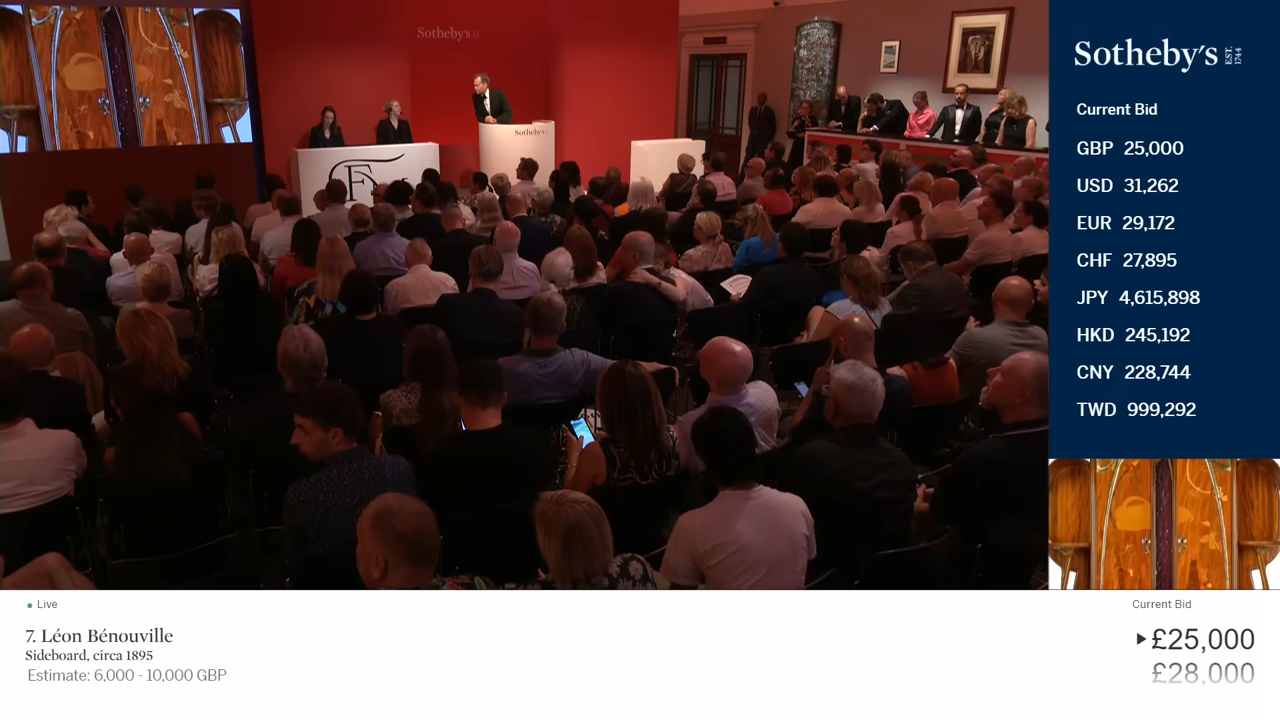 Sotheby's
Sotheby's
F
Sotheby's EST. 1744
Current Bid
GBP 25,000
USD 31,262
EUR 29,172
CHF 27,895
JPY 4,615,898
HKD 245,192
CNY 228,744
TWD 999,292
Live
7. Léon Bénouville
Sideboard, circa 1895
Estimate: 6,000 - 10,000 GBP
Current Bid
£25,000
£28,000